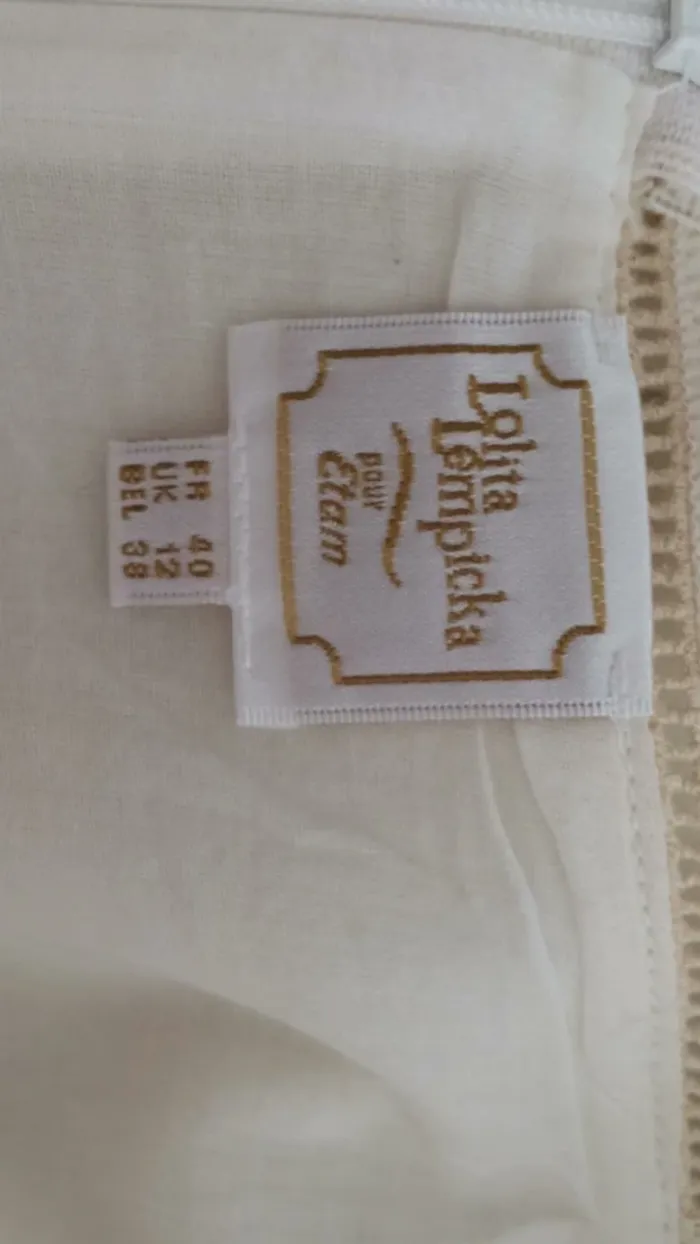 Lolita
Lempicka
pour
Etam
FR 40
UK 12
BEL 38